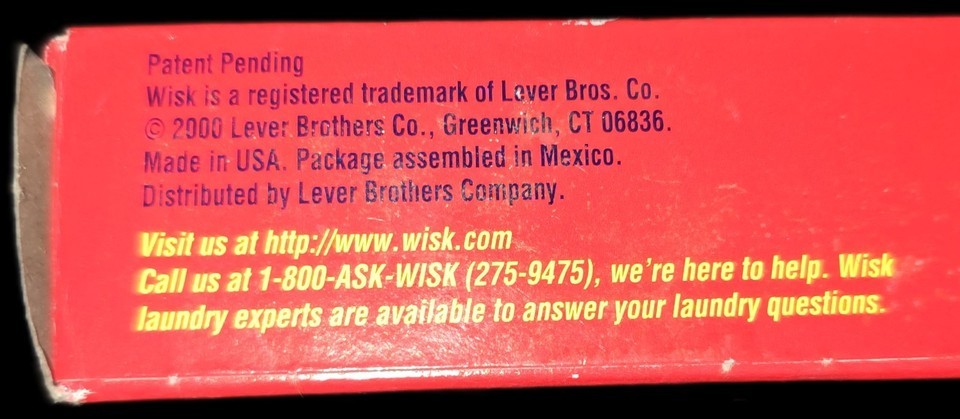 Patent Pending
Wisk is a registered trademark of Lever Bros. Co.
© 2000 Lever Brothers Co., Greenwich, CT 06836.
Made in USA. Package assembled in Mexico.
Distributed by Lever Brothers Company.
Visit us at http://www.wisk.com
Call us at 1-800-ASK-WISK (275-9475), we're here to help. Wisk
laundry experts are available to answer your laundry questions.